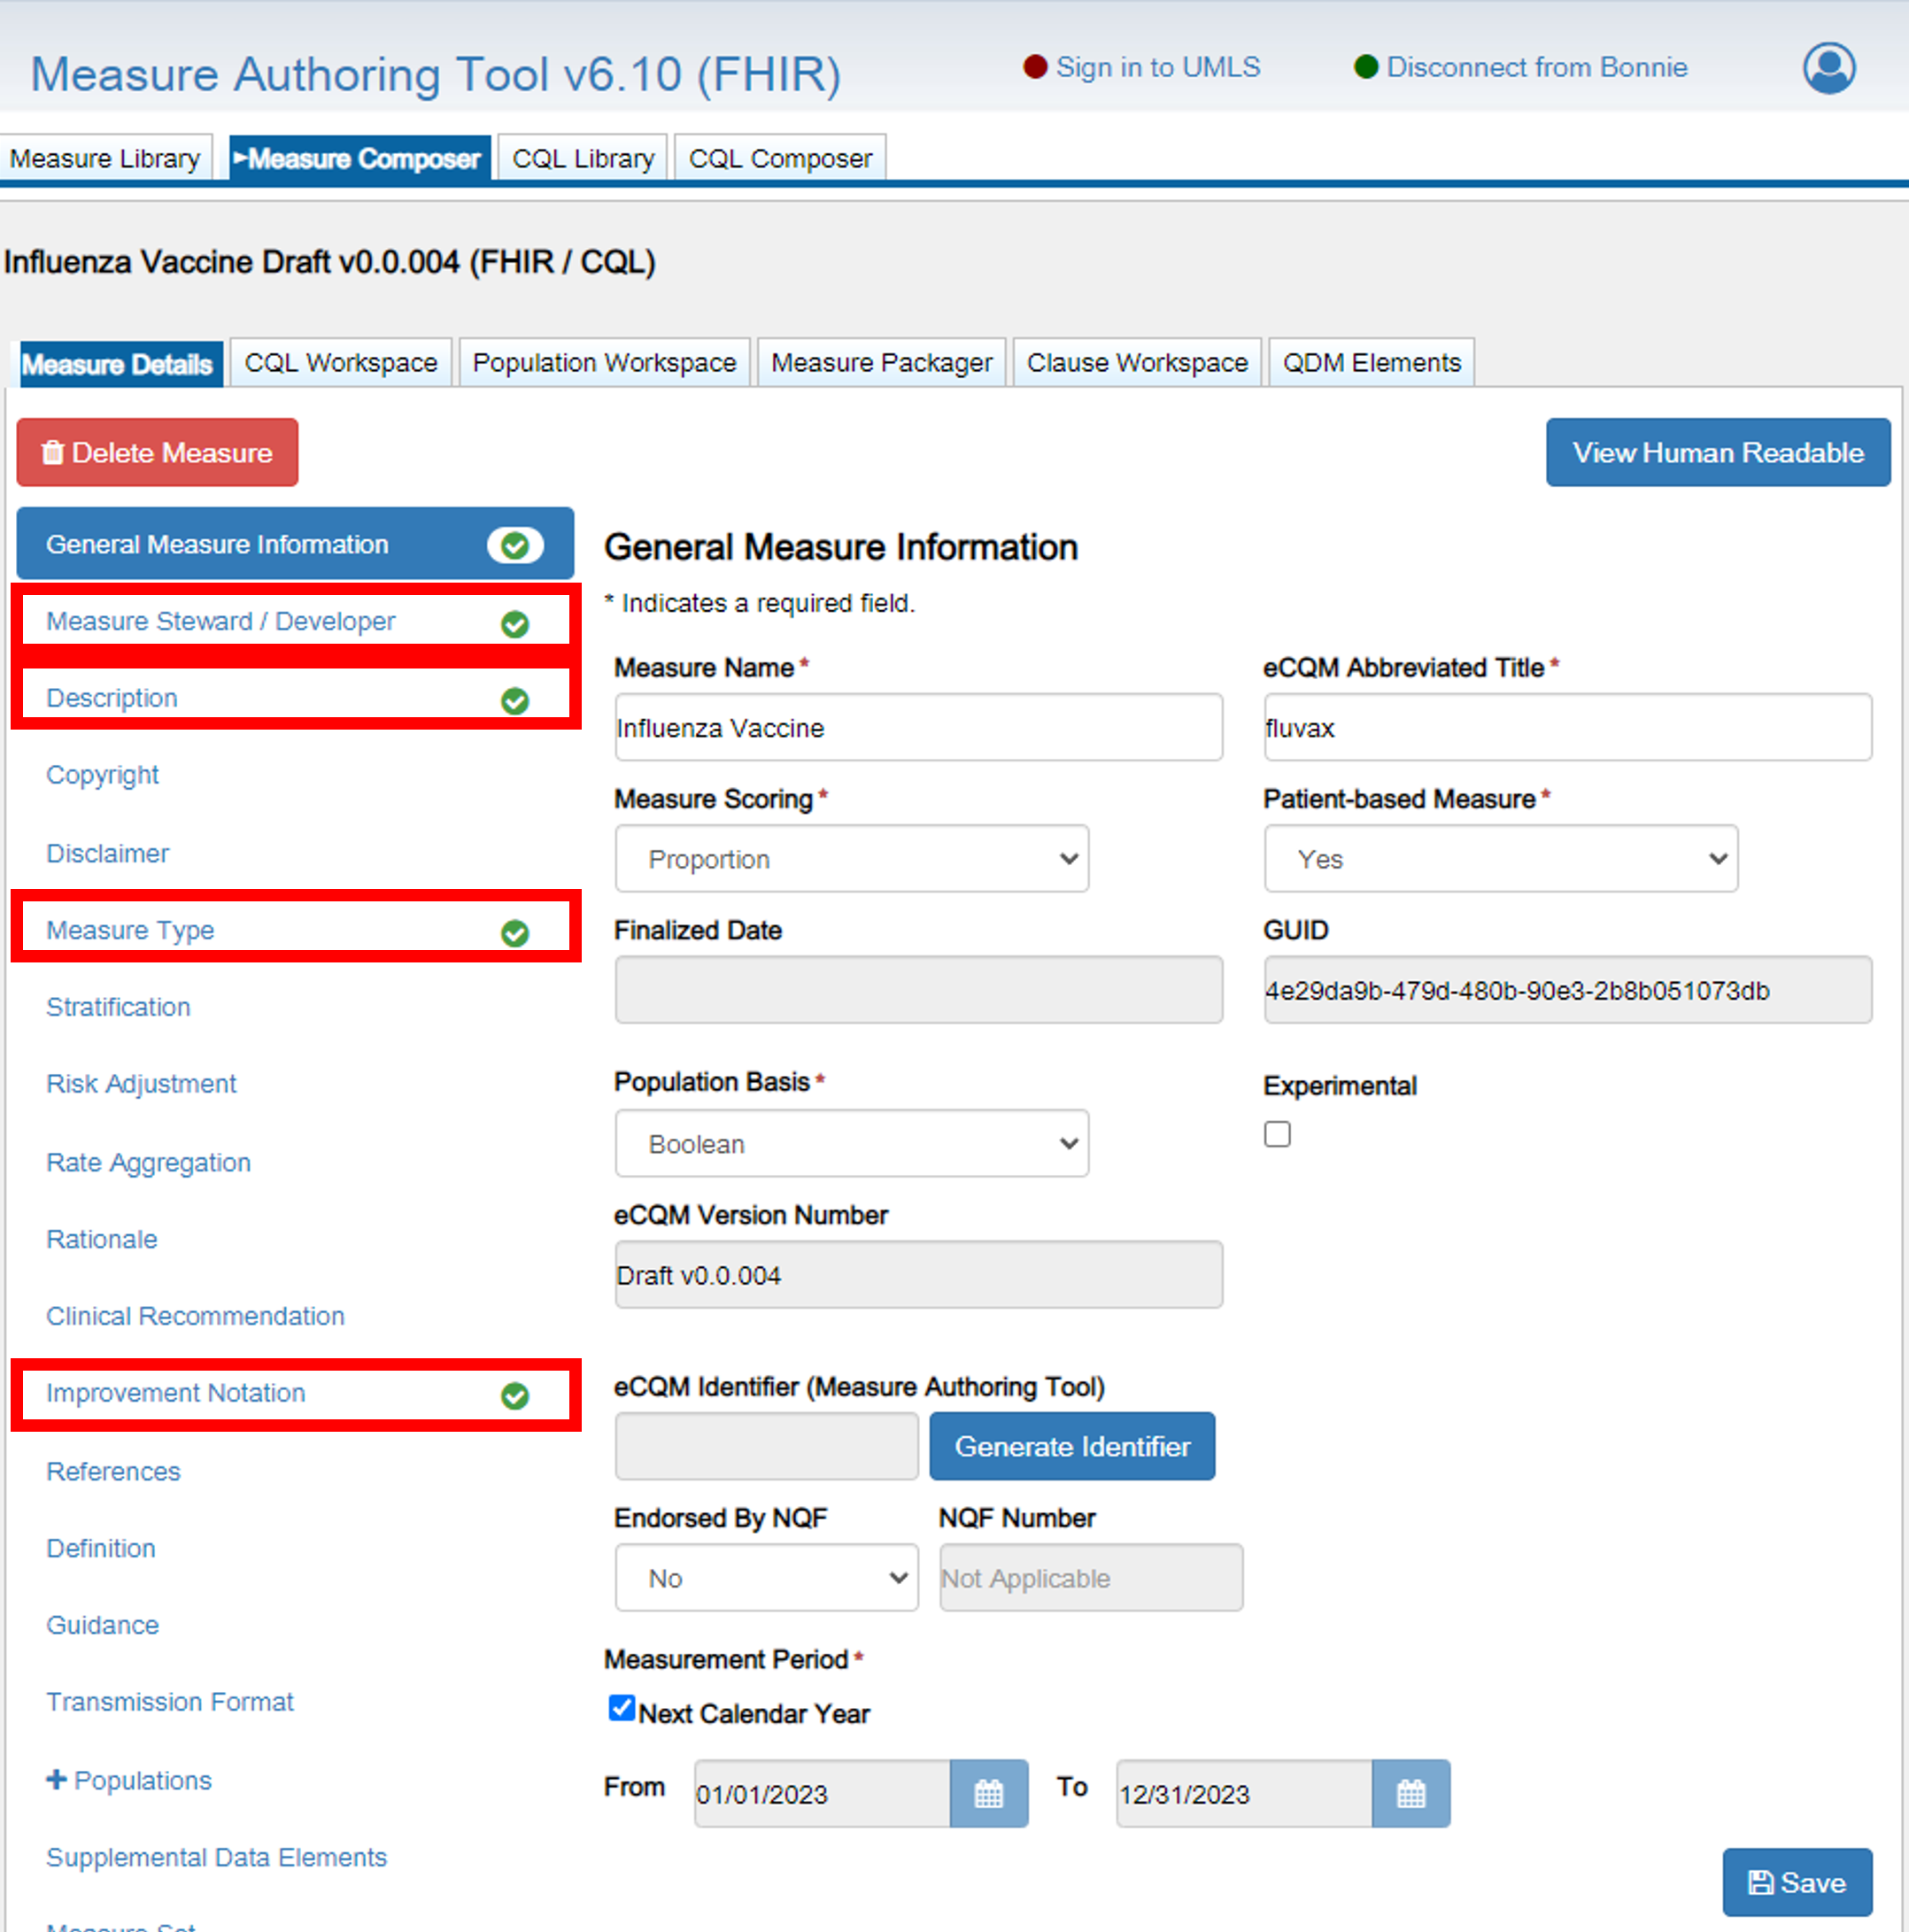 Measure Authoring Tool v6.10 (FHIR)
Sign in to UMLS
Disconnect from Bonnie
Measure Library
►Measure Composer
CQL Library
CQL Composer
Influenza Vaccine Draft v0.0.004 (FHIR / CQL)
Measure Details
CQL Workspace
Population Workspace
Measure Packager
Clause Workspace
QDM Elements
Delete Measure
View Human Readable
General Measure Information
Measure Steward / Developer
Description
Copyright
Disclaimer
Measure Type
Stratification
Risk Adjustment
Rate Aggregation
Rationale
Clinical Recommendation
Improvement Notation
References
Definition
Guidance
Transmission Format
+ Populations
Supplemental Data Elements
Measure Set
General Measure Information
* Indicates a required field.
Measure Name *
Influenza Vaccine
eCQM Abbreviated Title *
fluvax
Measure Scoring *
Proportion
Patient-based Measure *
Yes
Finalized Date
GUID
4e29da9b-479d-480b-90e3-2b8b051073db
Population Basis *
Boolean
Experimental
eCQM Version Number
Draft v0.0.004
eCQM Identifier (Measure Authoring Tool)
Generate Identifier
Endorsed By NQF
No
NQF Number
Not Applicable
Measurement Period *
Next Calendar Year
From
01/01/2023
To
12/31/2023
Save